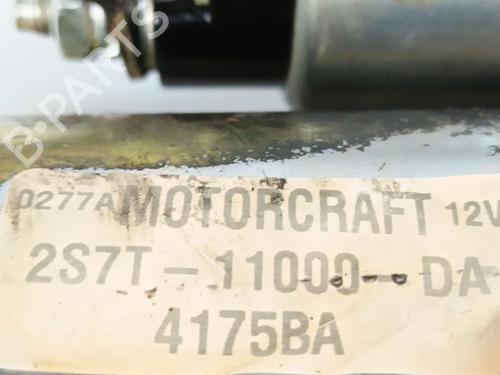 B-PARTS
0277A MOTORCRAFT 12V
2S7T-11000-DA
4175BA